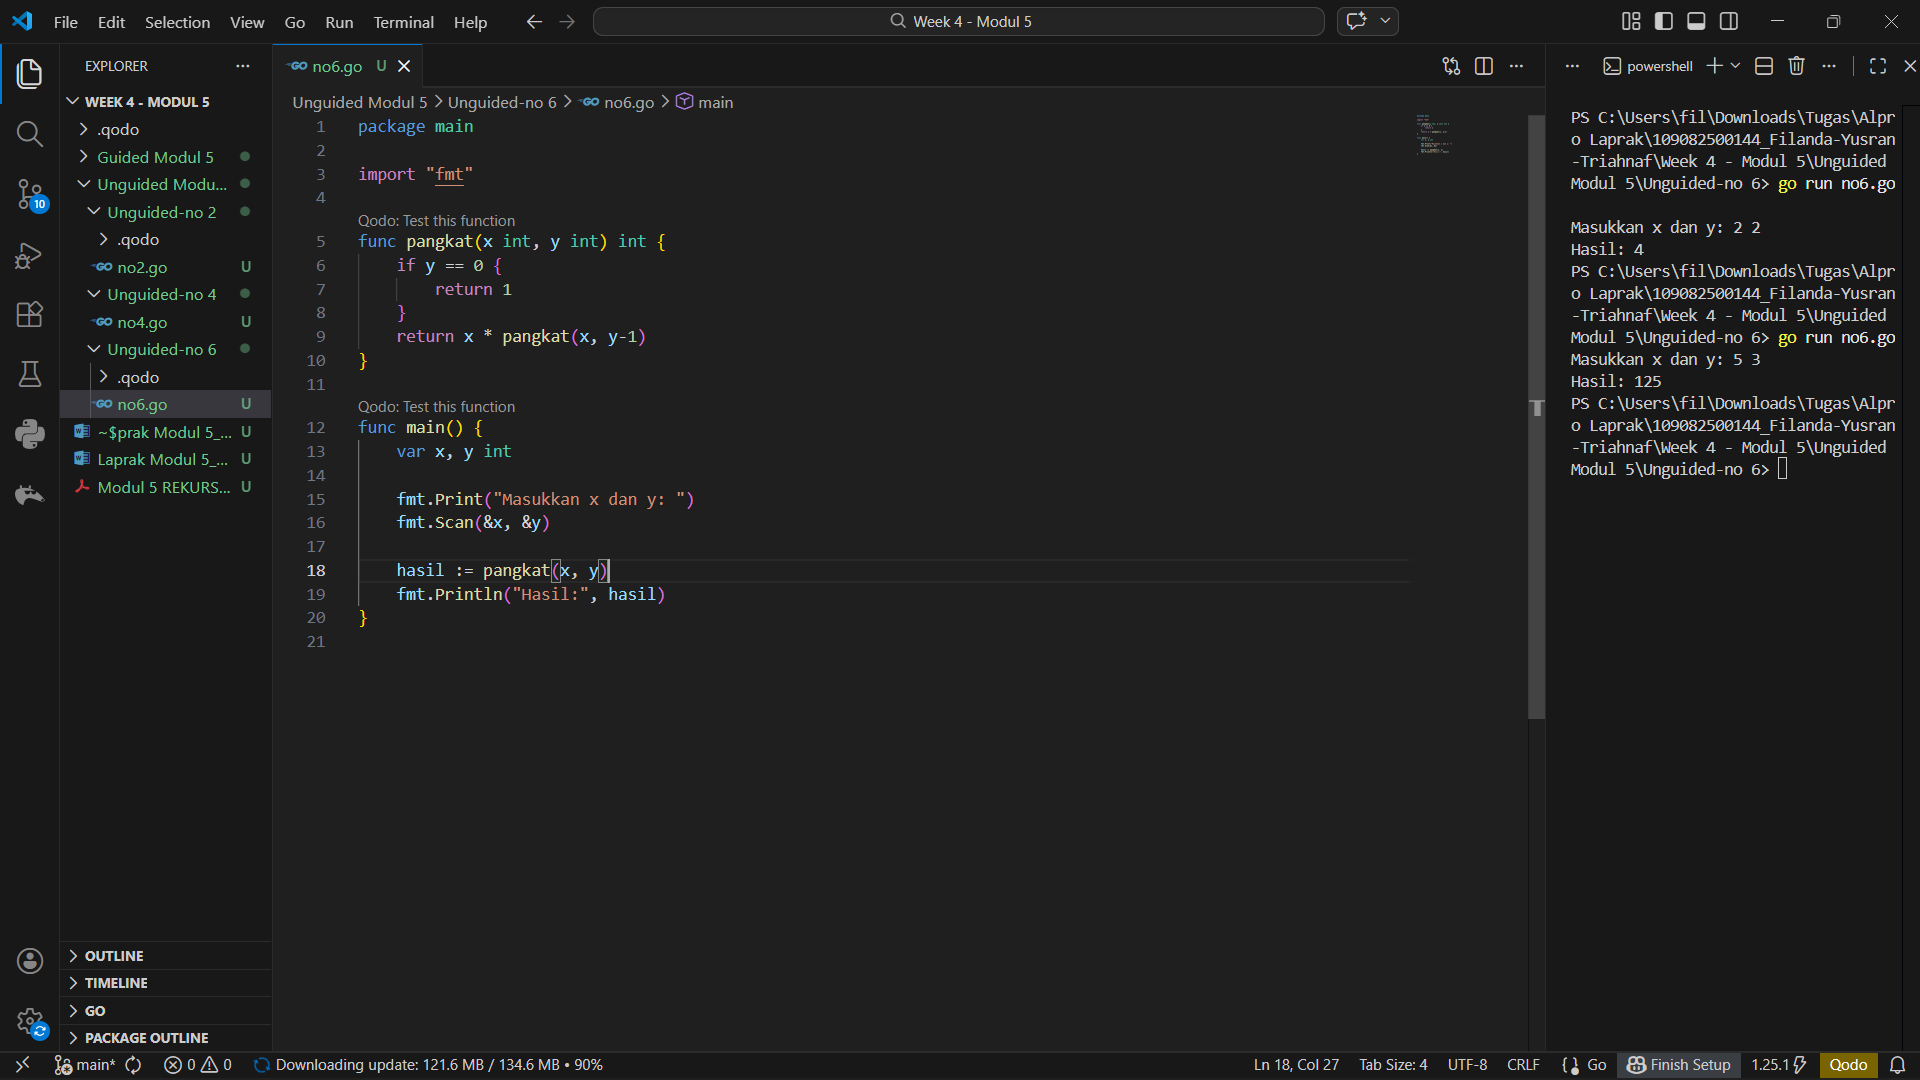 File Edit Selection View Go Run Terminal Help
Week 4 - Modul 5
EXPLORER
WEEK 4 - MODUL 5
.qodo
Guided Modul 5
Unguided Modu...
Unguided-no 2
.qodo
no2.go U
Unguided-no 4
no4.go U
Unguided-no 6
.qodo
no6.go U
~$prak Modul 5_... U
Laprak Modul 5_... U
Modul 5 REKURS... U
10
OUTLINE
TIMELINE
GO
PACKAGE OUTLINE
no6.go U
Unguided Modul 5 > Unguided-no 6 > no6.go > main
1 package main
2
3 import "fmt"
4
Qodo: Test this function
5 func pangkat(x int, y int) int {
6 if y == 0 {
7 return 1
8 }
9 return x * pangkat(x, y-1)
10 }
11
Qodo: Test this function
12 func main() {
13 var x, y int
14
15 fmt.Print("Masukkan x dan y: ")
16 fmt.Scan(&x, &y)
17
18 hasil := pangkat(x, y)
19 fmt.Println("Hasil:", hasil)
20 }
21
powershell
PS C:\Users\fil\Downloads\Tugas\Alpr
o Laprak\109082500144_Filanda-Yusran
-Triahnaf\Week 4 - Modul 5\Unguided
Modul 5\Unguided-no 6> go run no6.go
Masukkan x dan y: 2 2
Hasil: 4
PS C:\Users\fil\Downloads\Tugas\Alpr
o Laprak\109082500144_Filanda-Yusran
-Triahnaf\Week 4 - Modul 5\Unguided
Modul 5\Unguided-no 6> go run no6.go
Masukkan x dan y: 5 3
Hasil: 125
PS C:\Users\fil\Downloads\Tugas\Alpr
o Laprak\109082500144_Filanda-Yusran
-Triahnaf\Week 4 - Modul 5\Unguided
Modul 5\Unguided-no 6>
main* 0 0 Downloading update: 121.6 MB / 134.6 MB • 90% Ln 18, Col 27 Tab Size: 4 UTF-8 CRLF {} Go Finish Setup 1.25.1 Qodo